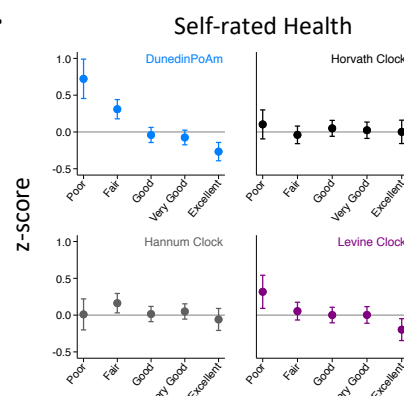 Self-rated Health
DunedinPoAm
Horvath Clock
1.0
0.5
0.0
-0.5
Poor
Fair
Good
Very Good
Excellent
Poor
Fair
Good
Very Good
Excellent
z-score
Hannum Clock
Levine Clock
1.0
0.5
0.0
-0.5
Poor
Fair
Good
Very Good
Excellent
Poor
Fair
Good
Very Good
Excellent